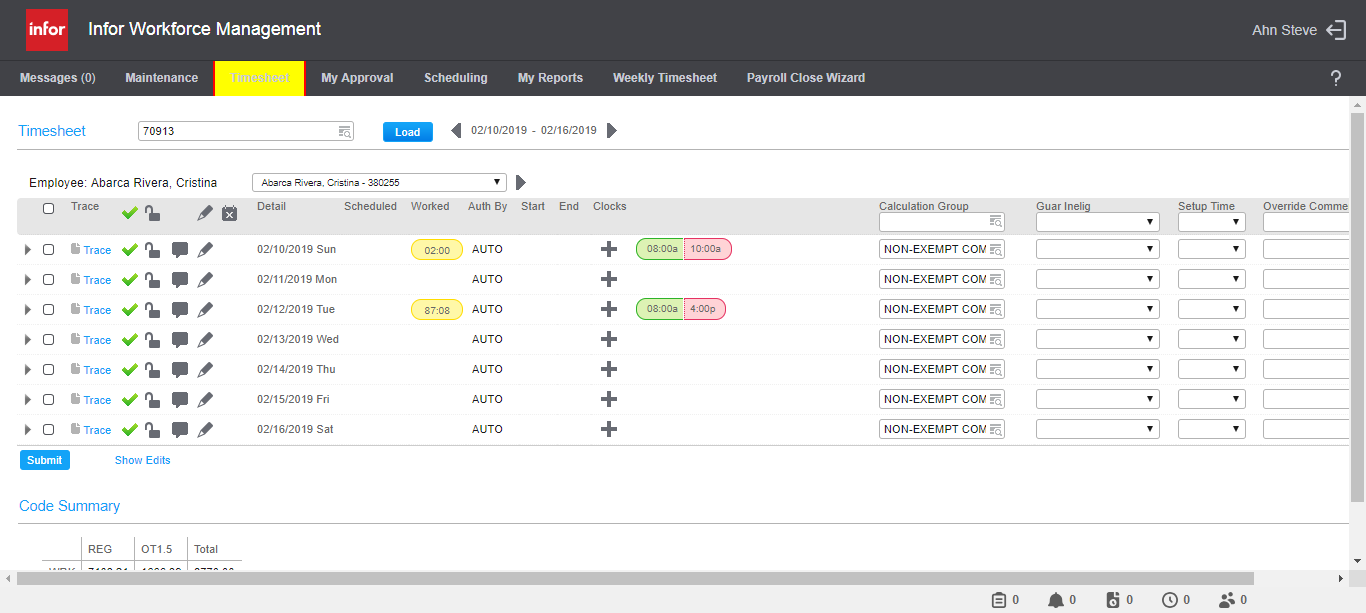 infor Infor Workforce Management Ahn Steve
Messages (0) Maintenance Timesheet My Approval Scheduling My Reports Weekly Timesheet Payroll Close Wizard ?
Timesheet 70913 Load 02/10/2019 - 02/16/2019
Employee: Abarca Rivera, Cristina Abarca Rivera, Cristina - 380255
Trace Detail Scheduled Worked Auth By Start End Clocks Calculation Group Guar Inelig Setup Time Override Comme
Trace 02/10/2019 Sun 02:00 AUTO 08:00a 10:00a NON-EXEMPT COM
Trace 02/11/2019 Mon AUTO NON-EXEMPT COM
Trace 02/12/2019 Tue 87:08 AUTO 08:00a 4:00p NON-EXEMPT COM
Trace 02/13/2019 Wed AUTO NON-EXEMPT COM
Trace 02/14/2019 Thu AUTO NON-EXEMPT COM
Trace 02/15/2019 Fri AUTO NON-EXEMPT COM
Trace 02/16/2019 Sat AUTO NON-EXEMPT COM
Submit Show Edits
Code Summary
REG OT1.5 Total
0 0 0 0 0